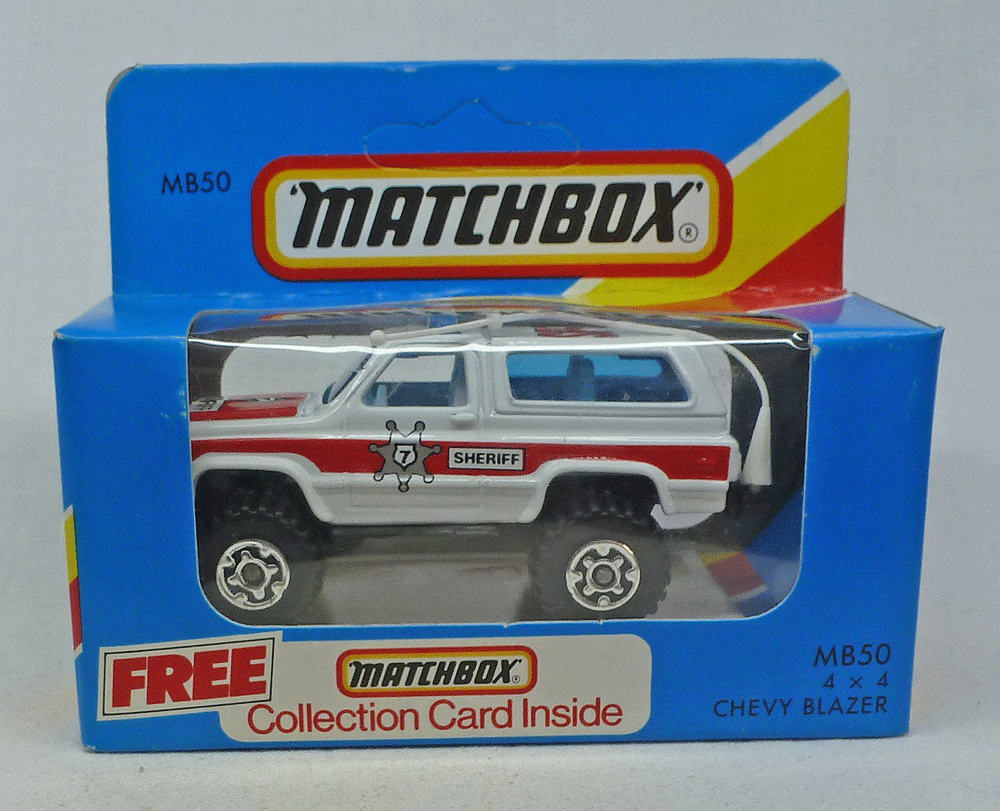 MB50
'MATCHBOX'
®
7
SHERIFF
FREE
MATCHBOX®
Collection Card Inside
MB50
4 × 4
CHEVY BLAZER